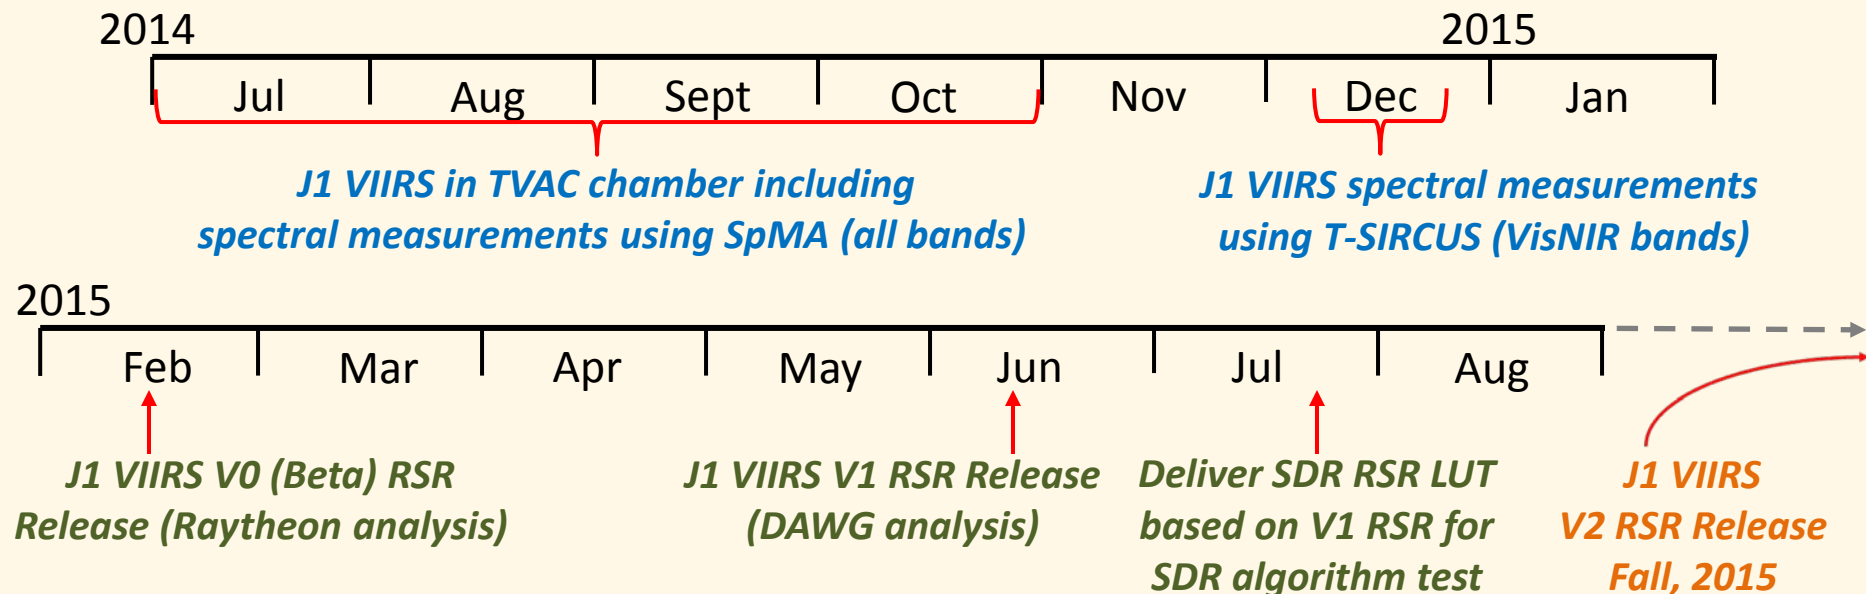 2014 2015
Jul Aug Sept Oct Nov Dec Jan
J1 VIIRS in TVAC chamber including
spectral measurements using SpMA (all bands)
J1 VIIRS spectral measurements
using T-SIRCUS (VisNIR bands)
2015
Feb Mar Apr May Jun Jul Aug
J1 VIIRS V0 (Beta) RSR
Release (Raytheon analysis)
J1 VIIRS V1 RSR Release
(DAWG analysis)
Deliver SDR RSR LUT
based on V1 RSR for
SDR algorithm test
J1 VIIRS
V2 RSR Release
Fall, 2015